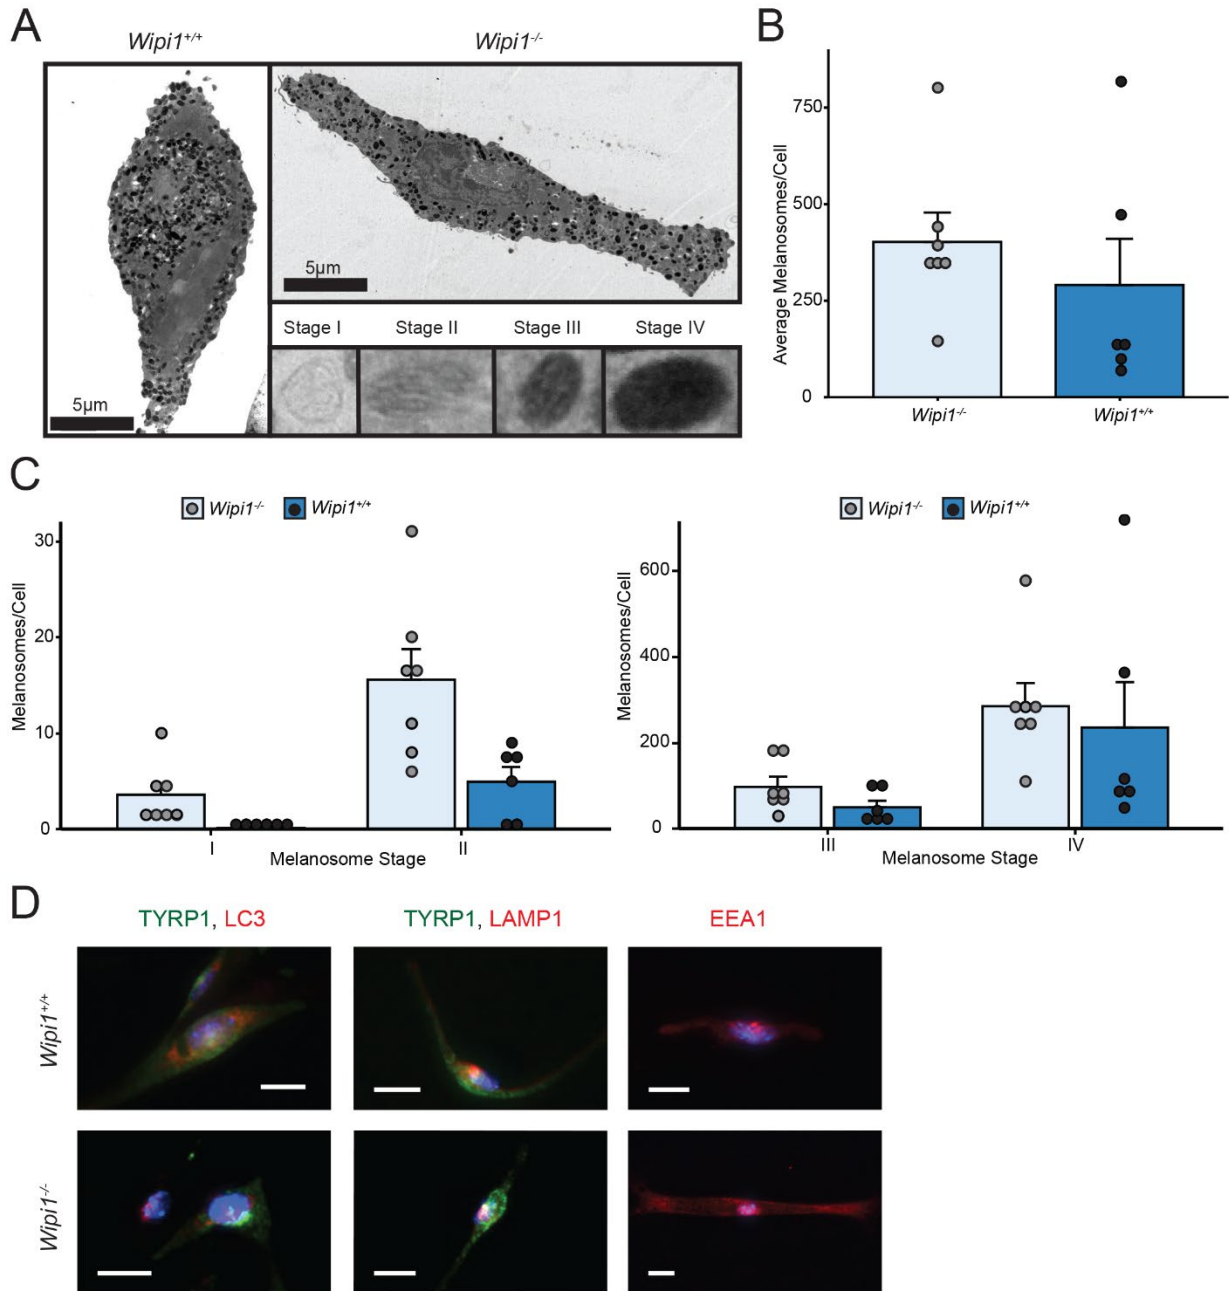 A
Wipi1+/+
Wipi1-/-
5µm
5µm
Stage I
Stage II
Stage III
Stage IV
B
Average Melanosomes/Cell
750
500
250
0
Wipi1-/-
Wipi1+/+
C
Wipi1-/-
Wipi1+/+
Melanosomes/Cell
30
20
10
0
I
II
Melanosome Stage
Wipi1-/-
Wipi1+/+
Melanosomes/Cell
600
400
200
0
III
IV
Melanosome Stage
D
TYRP1, LC3
TYRP1, LAMP1
EEA1
Wipi1+/+
Wipi1-/-